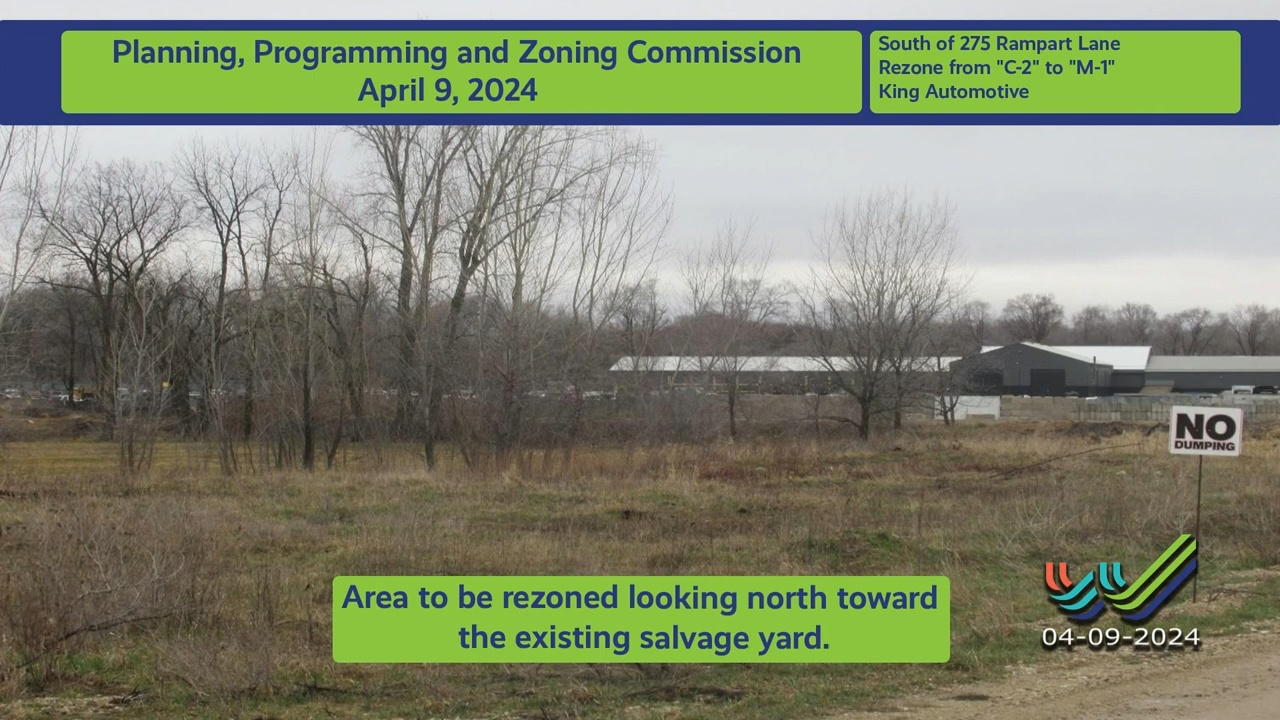 Planning, Programming and Zoning Commission
April 9, 2024
South of 275 Rampart Lane
Rezone from "C-2" to "M-1"
King Automotive
NO
DUMPING
Area to be rezoned looking north toward
the existing salvage yard.
04-09-2024